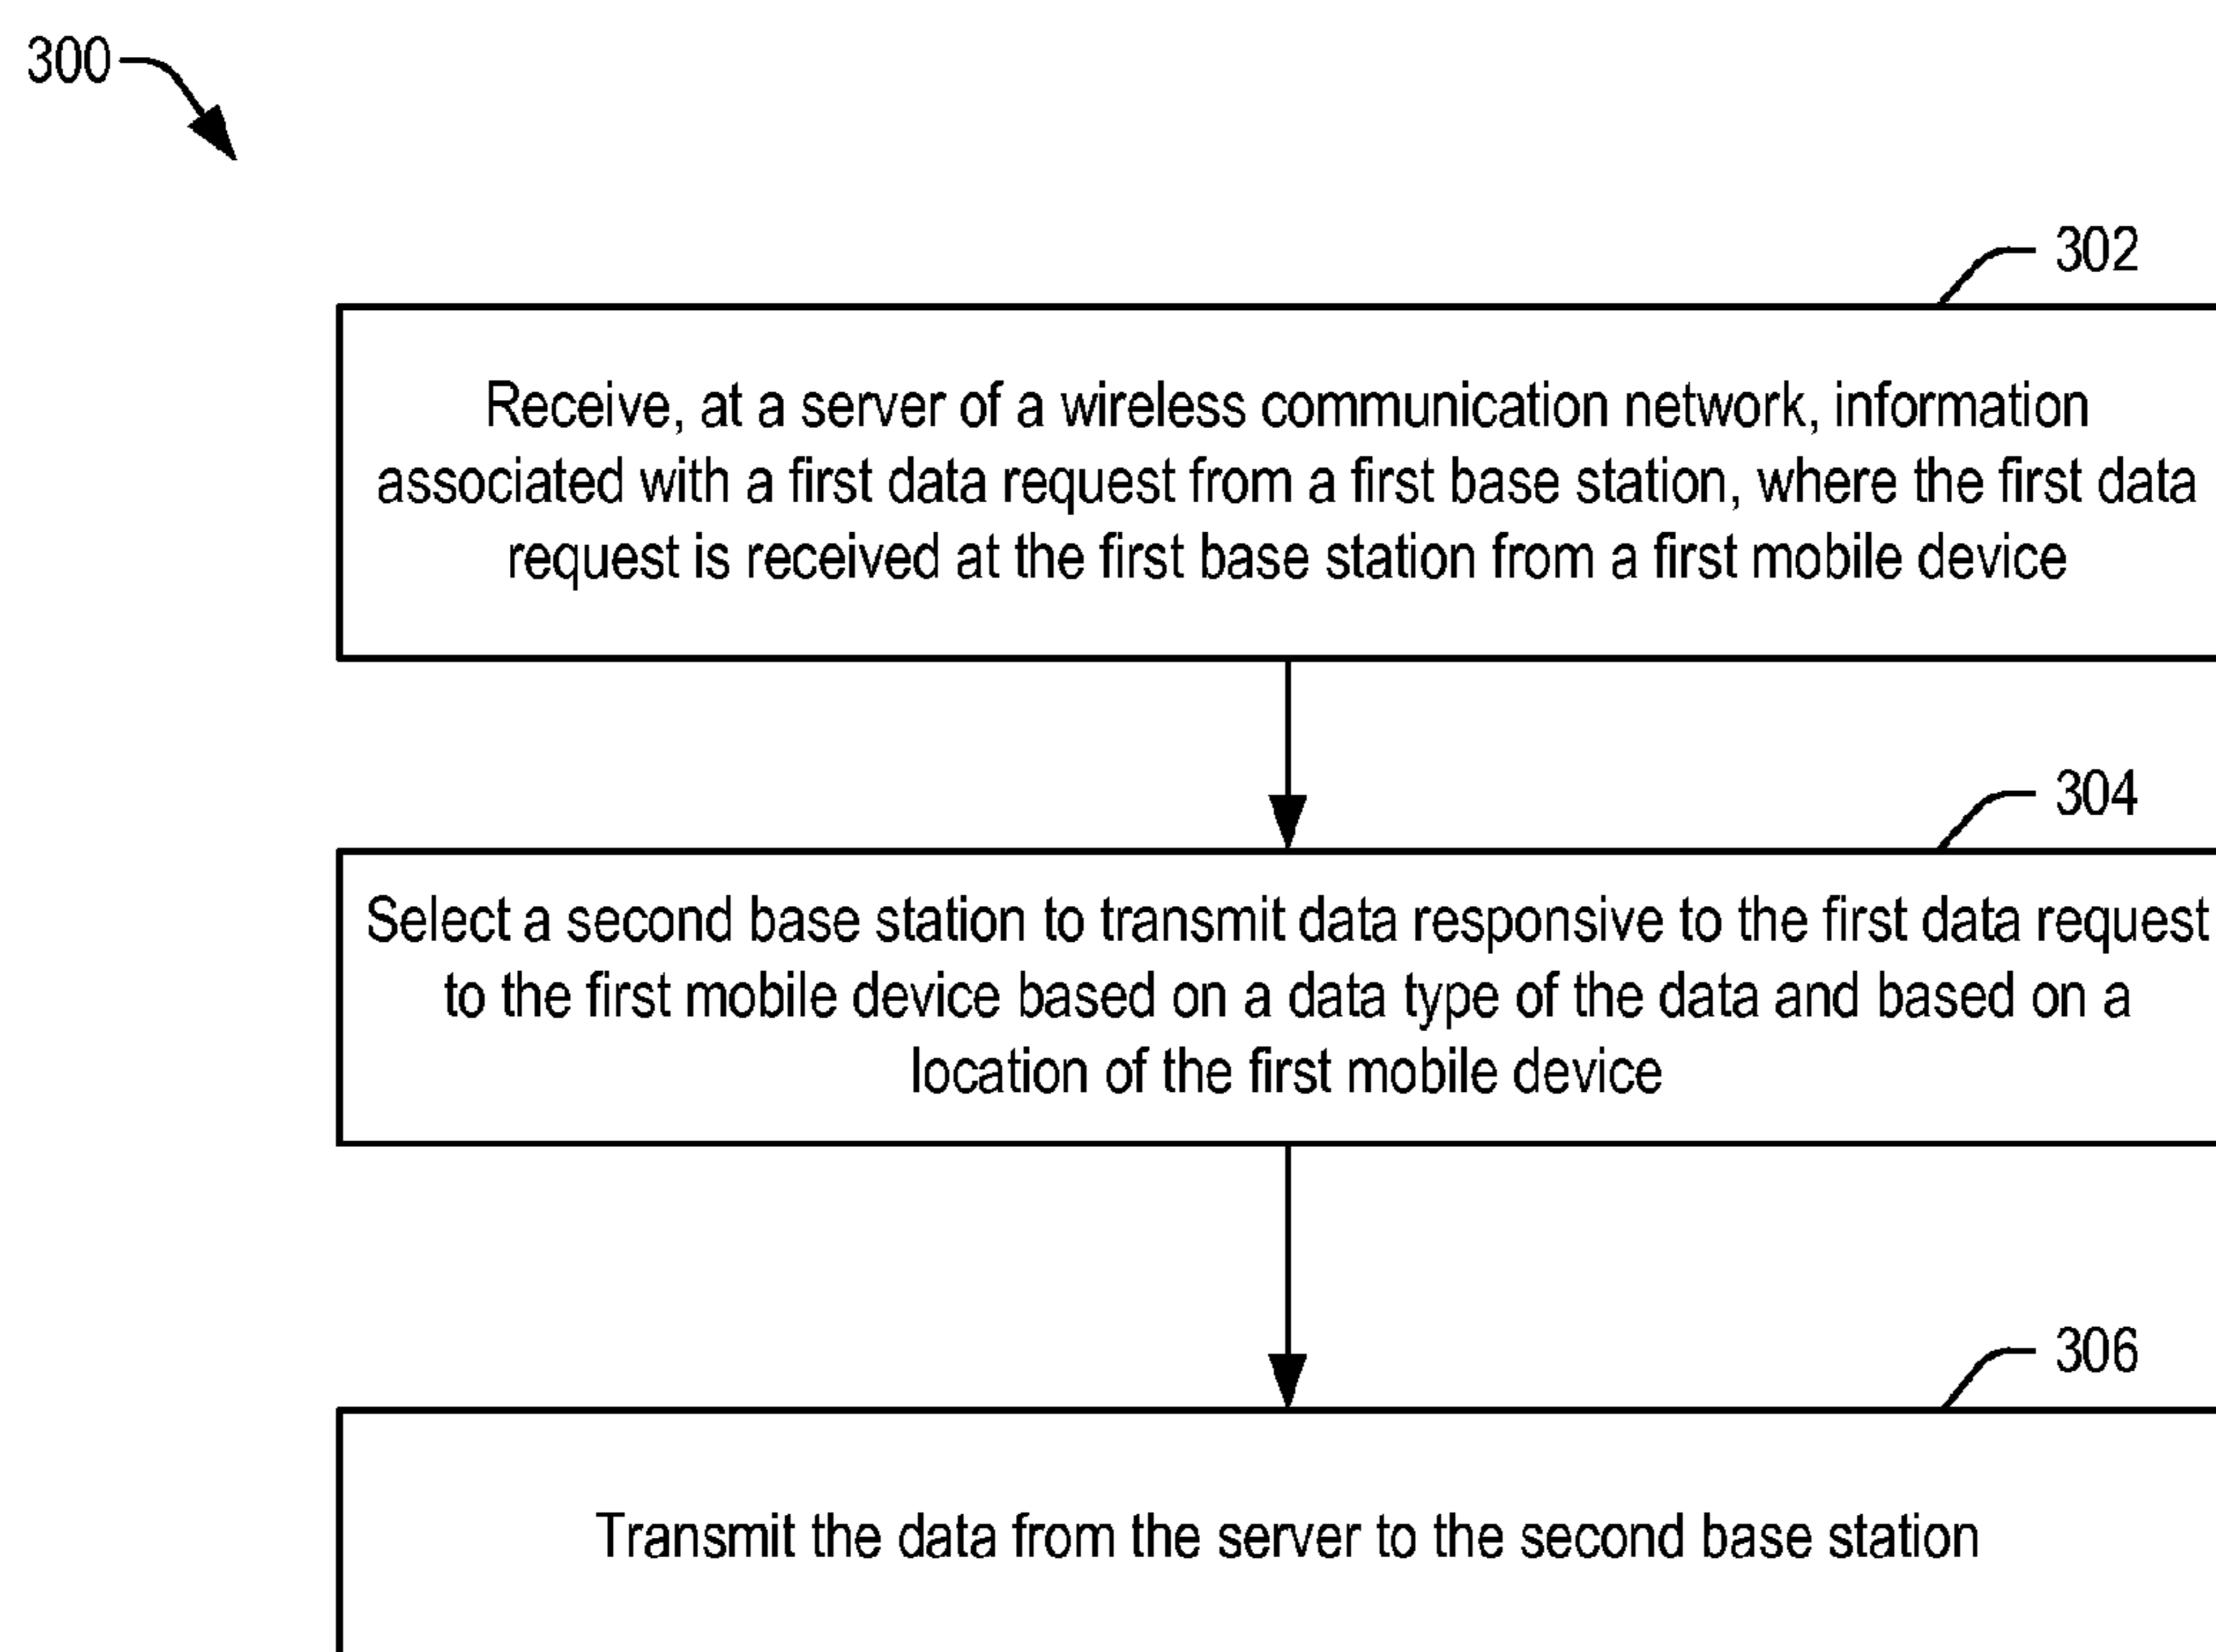 300
302
Receive, at a server of a wireless communication network, information
associated with a first data request from a first base station, where the first data
request is received at the first base station from a first mobile device
304
Select a second base station to transmit data responsive to the first data request
to the first mobile device based on a data type of the data and based on a
location of the first mobile device
306
Transmit the data from the server to the second base station